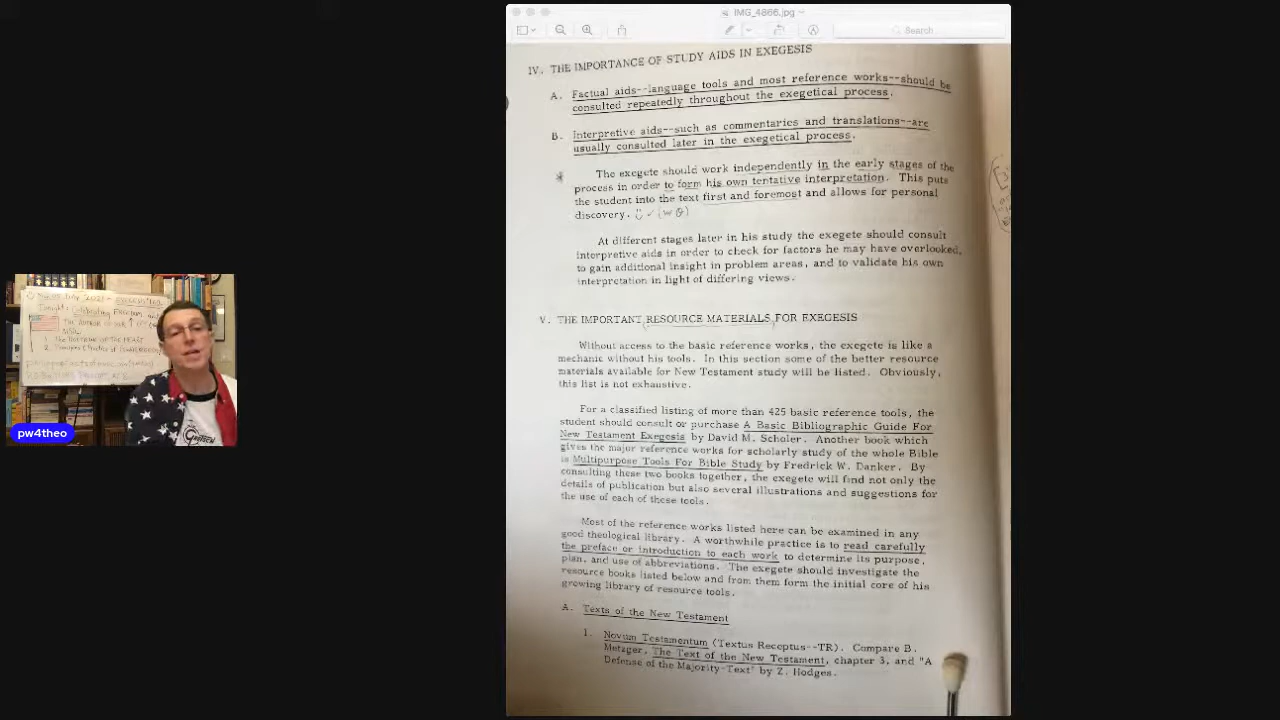 IMG_4866.jpg
Search
IV. THE IMPORTANCE OF STUDY AIDS IN EXEGESIS
A. Factual aids--language tools and most reference works--should be
consulted repeatedly throughout the exegetical process.
B. Interpretive aids--such as commentaries and translations--are
usually consulted later in the exegetical process.
The exegete should work independently in the early stages of the
process in order to form his own tentative interpretation. This puts
the student into the text first and foremost and allows for personal
discovery.
At different stages later in his study the exegete should consult
interpretive aids in order to check for factors he may have overlooked,
to gain additional insight in problem areas, and to validate his own
interpretation in light of differing views.
V. THE IMPORTANT RESOURCE MATERIALS FOR EXEGESIS
Without access to the basic reference works, the exegete is like a
mechanic without his tools. In this section some of the better resource
materials available for New Testament study will be listed. Obviously,
this list is not exhaustive.
For a classified listing of more than 425 basic reference tools, the
student should consult or purchase A Basic Bibliographic Guide For
New Testament Exegesis by David M. Scholer. Another book which
gives the major reference works for scholarly study of the whole Bible
is Multipurpose Tools For Bible Study by Fredrick W. Danker. By
consulting these two books together, the exegete will find not only the
details of publication but also several illustrations and suggestions for
the use of each of these tools.
Most of the reference works listed here can be examined in any
good theological library. A worthwhile practice is to read carefully
the preface or introduction to each work to determine its purpose,
plan, and use of abbreviations. The exegete should investigate the
resource books listed below and from them form the initial core of his
growing library of resource tools.
A. Texts of the New Testament
1. Novum Testamentum (Textus Receptus--TR). Compare B.
Metzger, The Text of the New Testament, chapter 3, and "A
Defense of the Majority-Text" by Z. Hodges.
Tonight: Celebrating Freedom
pw4theo